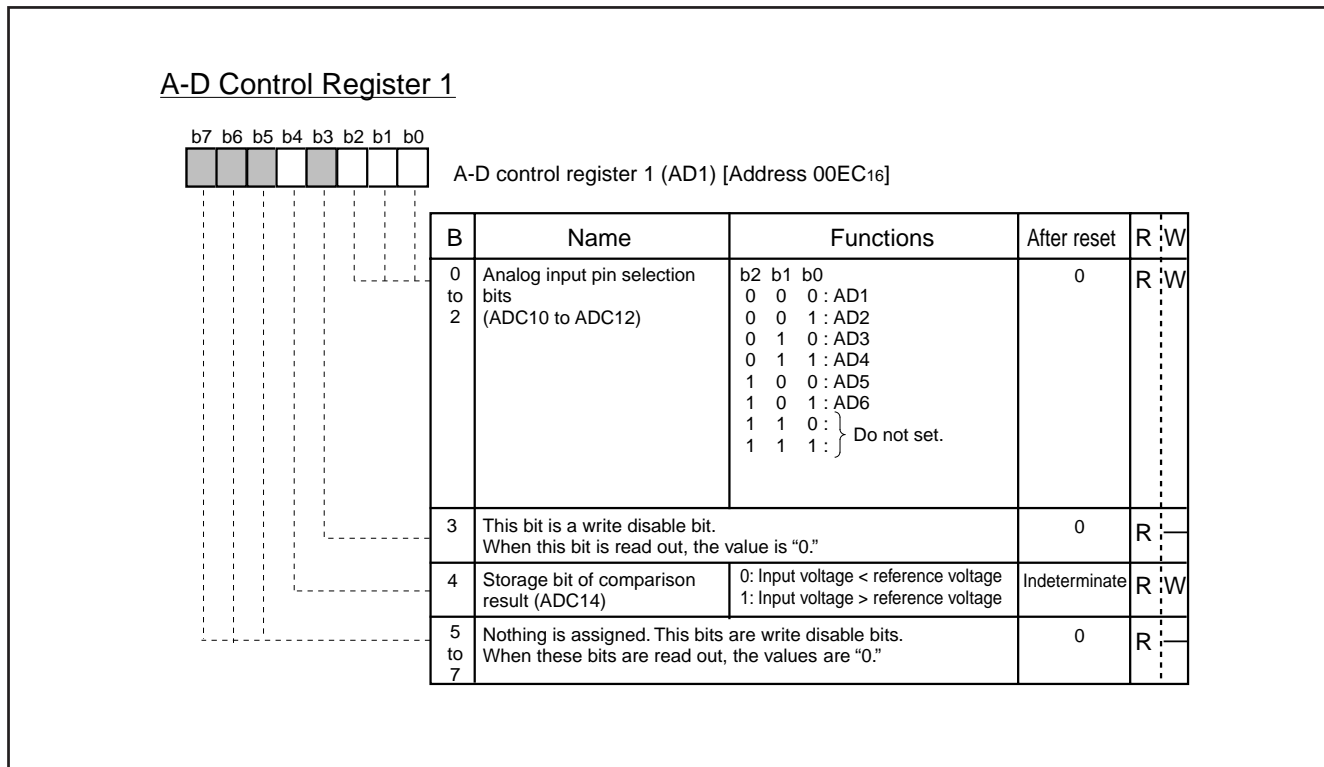 A-D Control Register 1
b7 b6 b5 b4 b3 b2 b1 b0
A-D control register 1 (AD1) [Address 00EC16]
B Name Functions After reset R W
0 to 2
Analog input pin selection bits
(ADC10 to ADC12)
b2 b1 b0
0 0 0 : AD1
0 0 1 : AD2
0 1 0 : AD3
0 1 1 : AD4
1 0 0 : AD5
1 0 1 : AD6
1 1 0 :
1 1 1 :
Do not set.
0 R W
3
This bit is a write disable bit.
When this bit is read out, the value is “0.”
0 R —
4
Storage bit of comparison
result (ADC14)
0: Input voltage < reference voltage
1: Input voltage > reference voltage
Indeterminate R W
5 to 7
Nothing is assigned. This bits are write disable bits.
When these bits are read out, the values are “0.”
0 R —